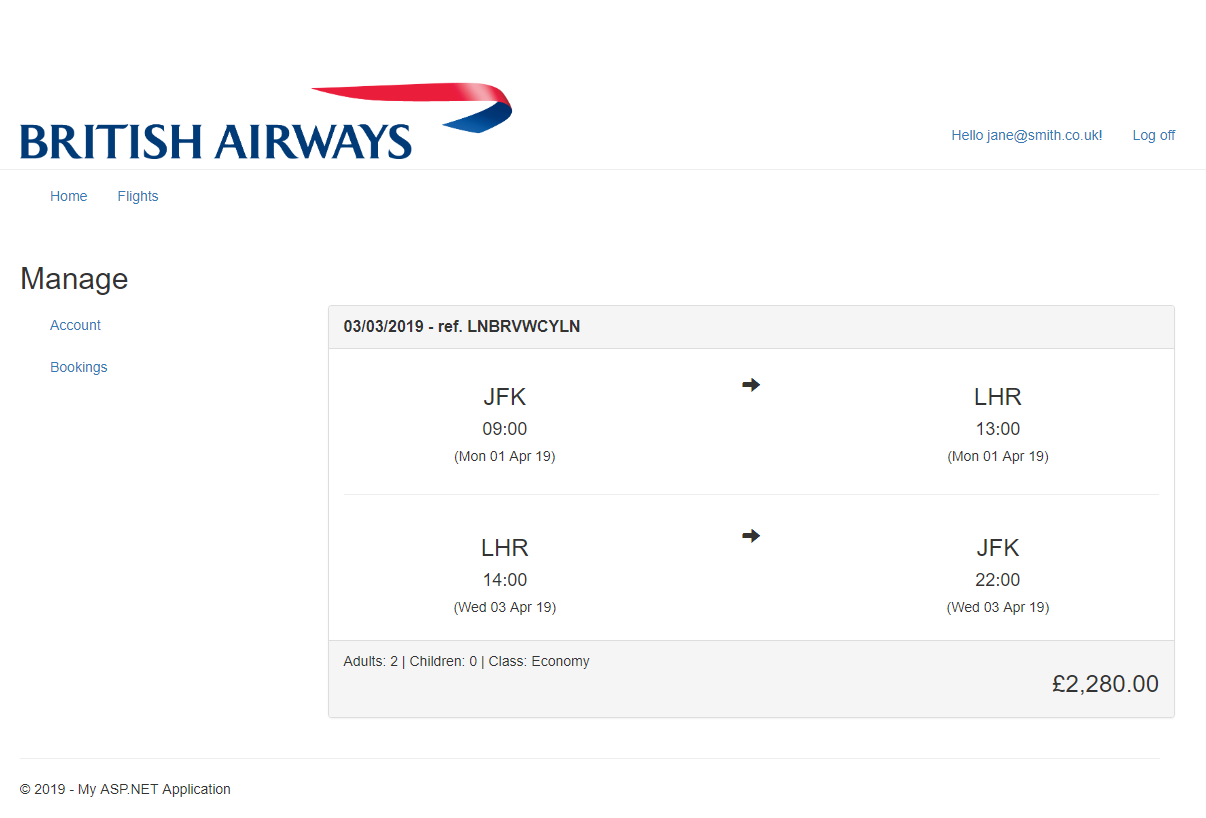 BRITISH AIRWAYS
Hello jane@smith.co.uk! Log off
Home Flights
Manage
Account
Bookings
03/03/2019 - ref. LNBRVWCYLN
JFK LHR
09:00 13:00
(Mon 01 Apr 19) (Mon 01 Apr 19)
LHR JFK
14:00 22:00
(Wed 03 Apr 19) (Wed 03 Apr 19)
Adults: 2 | Children: 0 | Class: Economy
£2,280.00
© 2019 - My ASP.NET Application